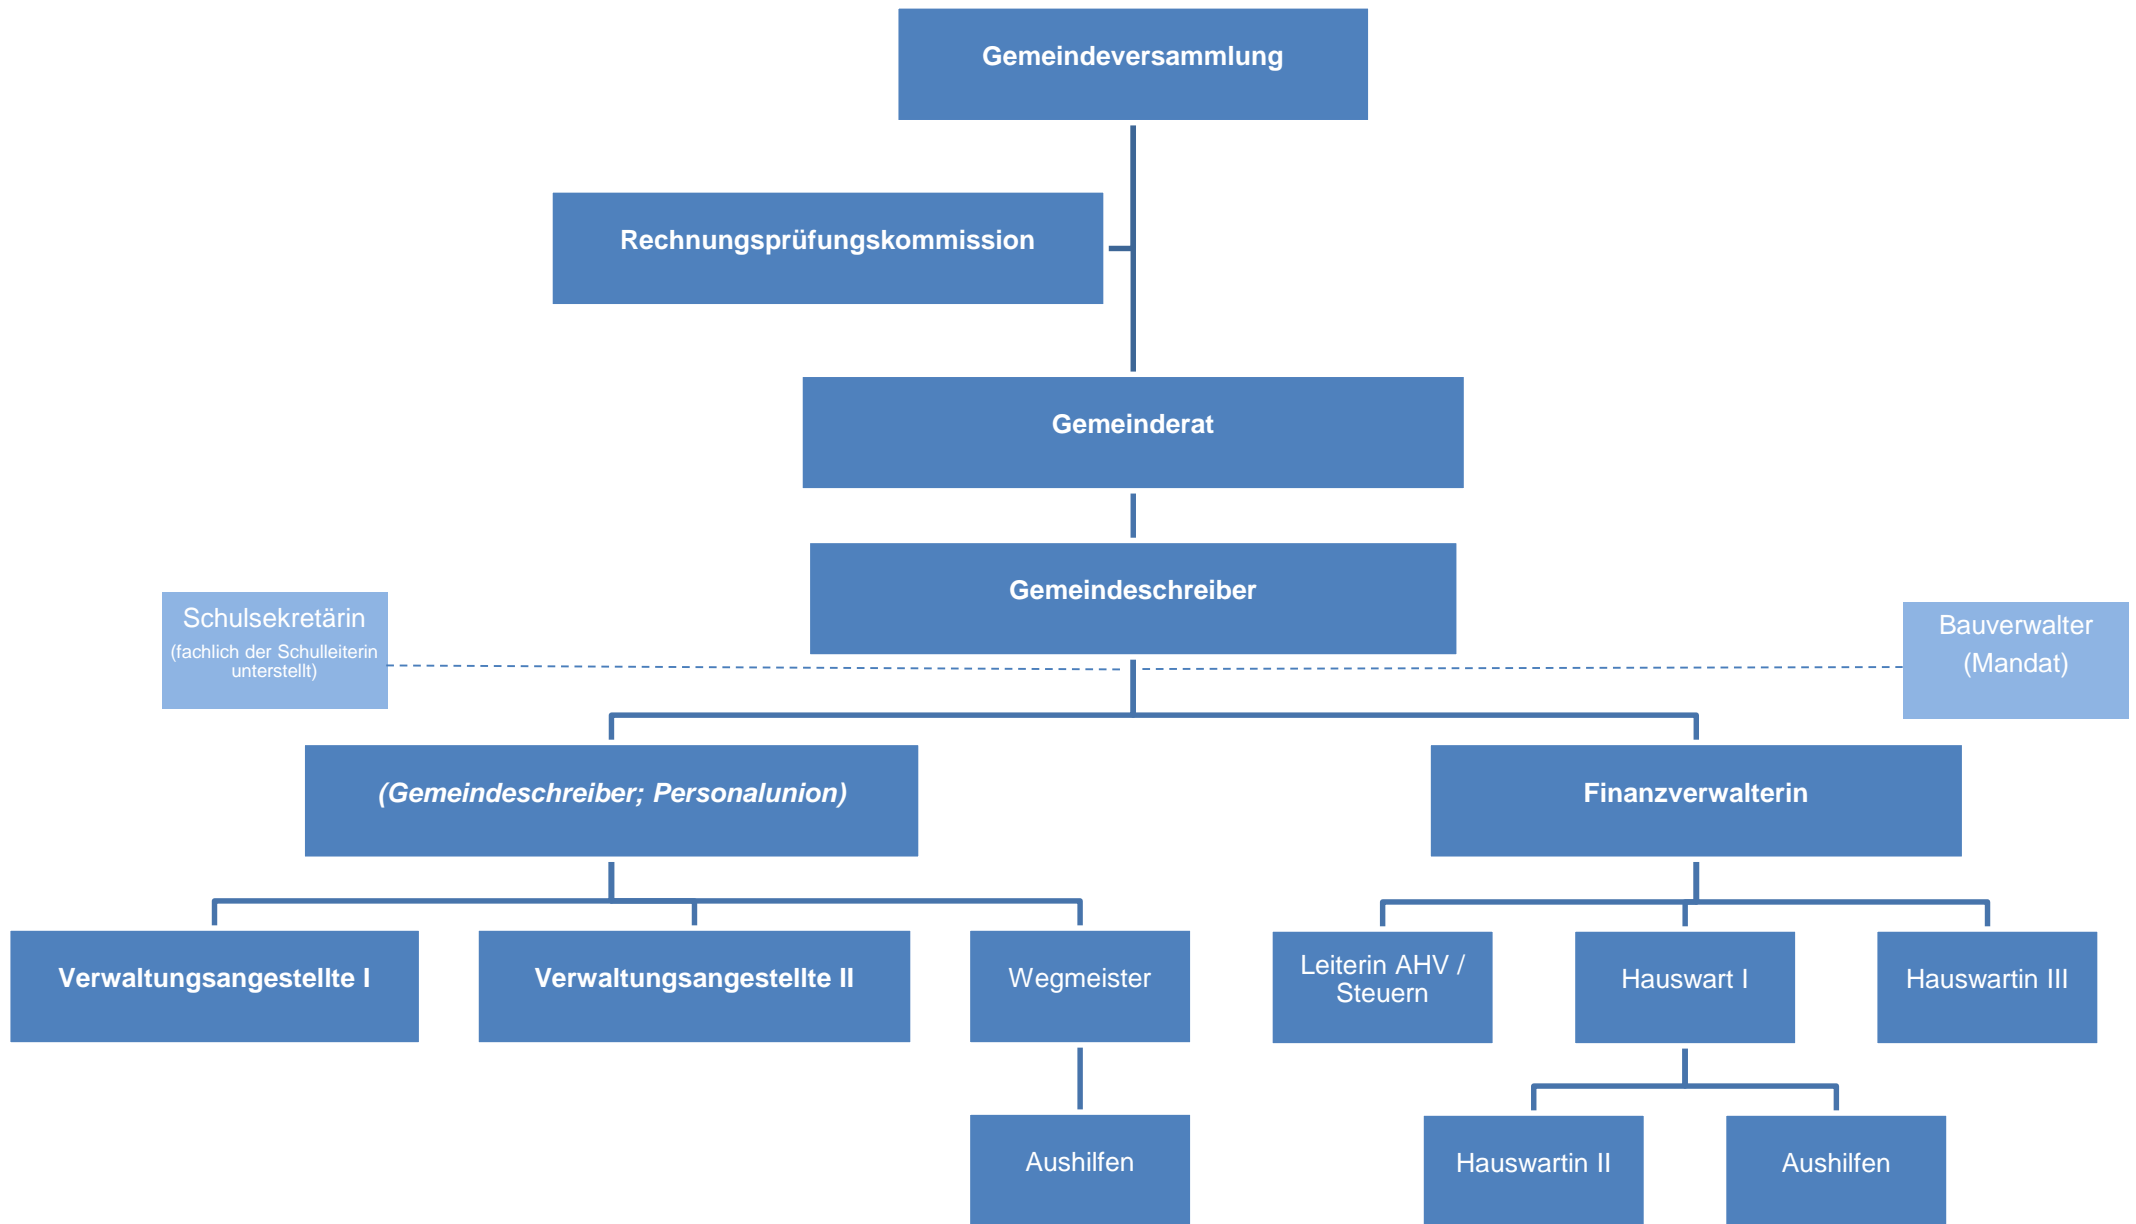 Gemeindeversammlung
Rechnungsprüfungskommission
Gemeinderat
Gemeindeschreiber
Schulsekretärin
(fachlich der Schulleiterin
unterstellt)
Bauverwalter
(Mandat)
(Gemeindeschreiber; Personalunion)
Finanzverwalterin
Verwaltungsangestellte I
Verwaltungsangestellte II
Wegmeister
Leiterin AHV /
Steuern
Hauswart I
Hauswartin III
Aushilfen
Hauswartin II
Aushilfen